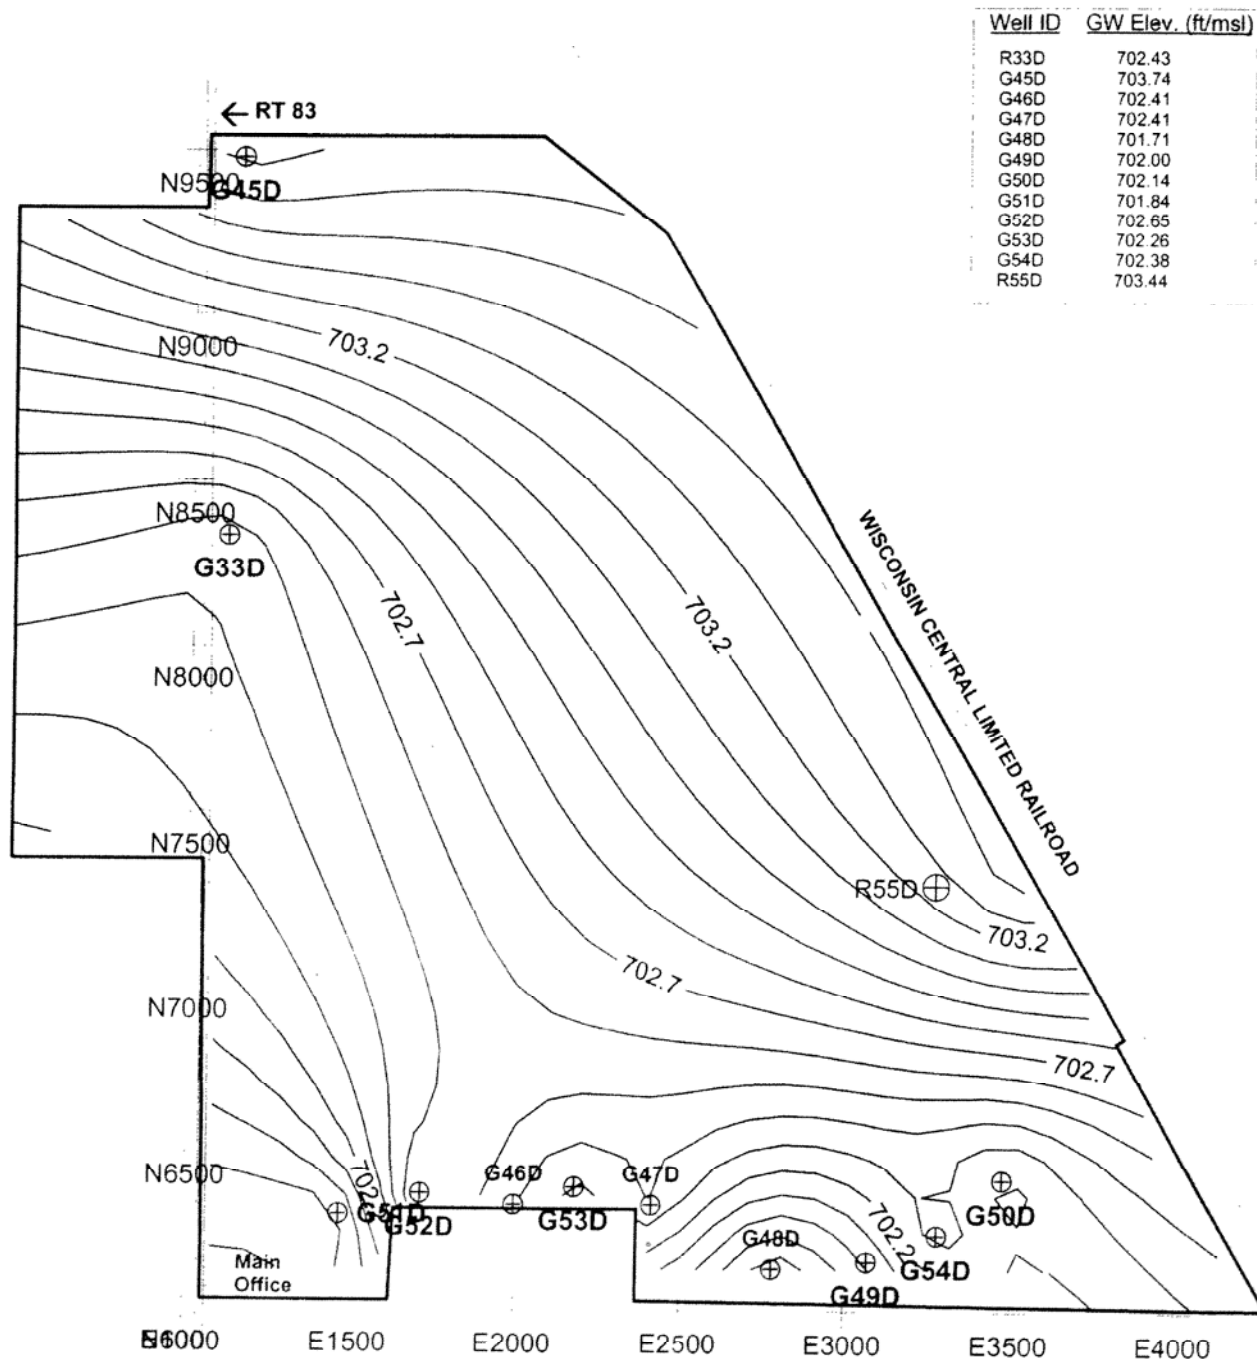 Well ID GW Elev. (ft/msl)
R33D 702.43
G45D 703.74
G46D 702.41
G47D 702.41
G48D 701.71
G49D 702.00
G50D 702.14
G51D 701.84
G52D 702.65
G53D 702.26
G54D 702.38
R55D 703.44
← RT 83
N9500
G45D
703.2
N9000
N8500
G33D
WISCONSIN CENTRAL LIMITED RAILROAD
702.7
703.2
N8000
N7500
R55D
703.2
702.7
N7000
702.7
N6500
G46D
G47D
G51D
G52D
G53D
G50D
702.2
G48D
G54D
G49D
Main
Office
E1500
E2000
E2500
E3000
E3500
E4000